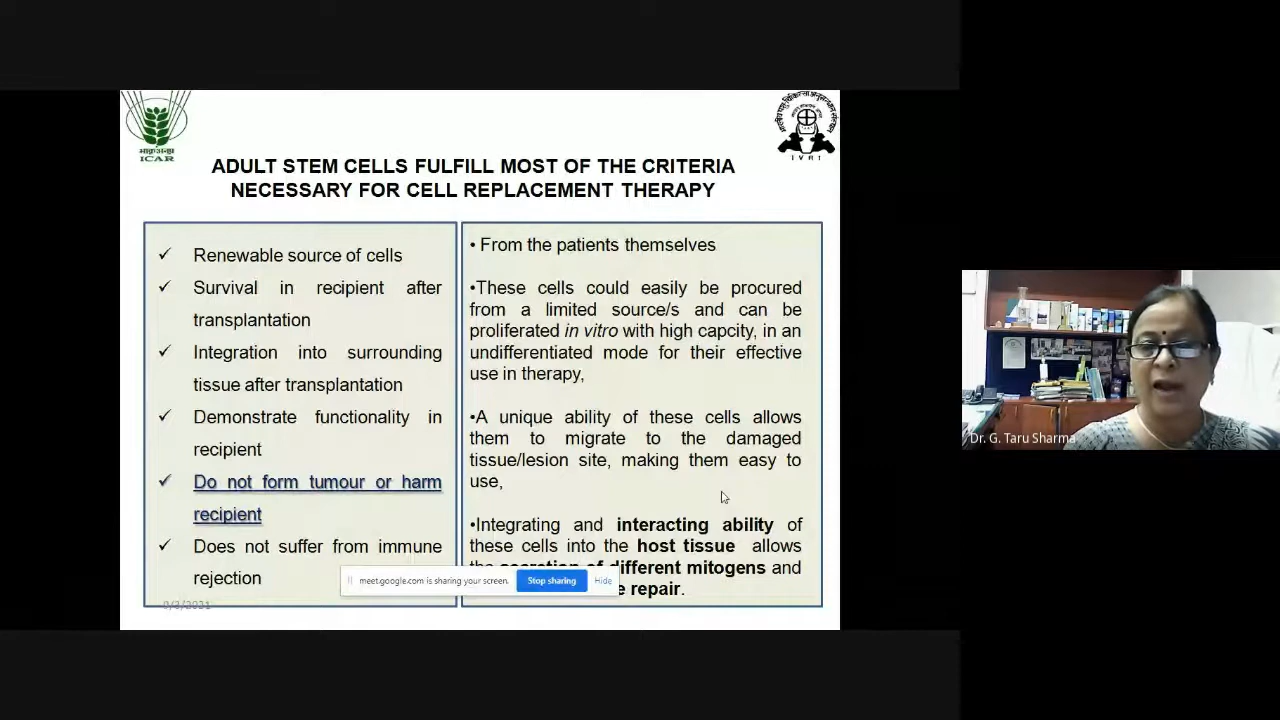 भाकृअनुप
ICAR
IVRI
ADULT STEM CELLS FULFILL MOST OF THE CRITERIA
NECESSARY FOR CELL REPLACEMENT THERAPY
✓ Renewable source of cells
✓ Survival in recipient after
transplantation
✓ Integration into surrounding
tissue after transplantation
✓ Demonstrate functionality in
recipient
✓ Do not form tumour or harm
recipient
✓ Does not suffer from immune
rejection
• From the patients themselves
•These cells could easily be procured
from a limited source/s and can be
proliferated in vitro with high capcity, in an
undifferentiated mode for their effective
use in therapy,
•A unique ability of these cells allows
them to migrate to the damaged
tissue/lesion site, making them easy to
use,
•Integrating and interacting ability of
these cells into the host tissue allows
of different mitogens and
repair.
meet.google.com is sharing your screen.
Stop sharing
Hide
Dr. G. Taru Sharma